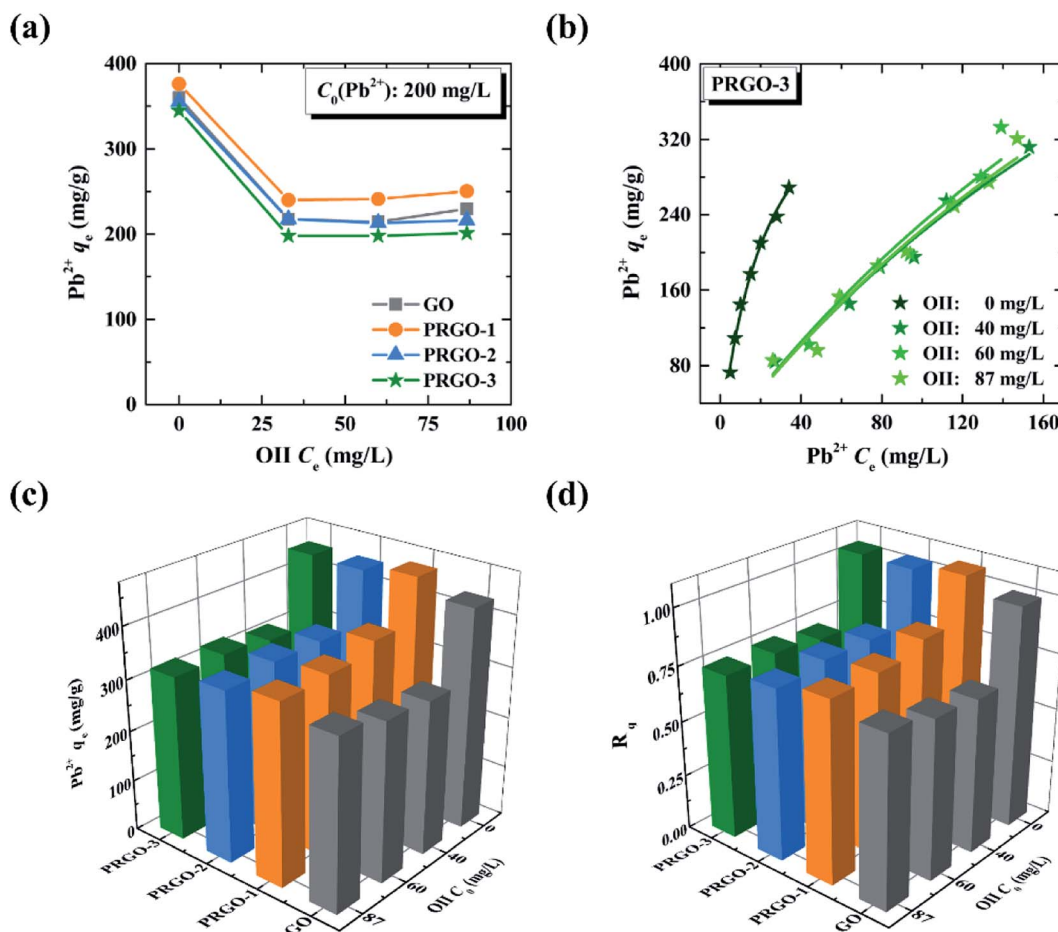 (a)
400
300
200
100
0
Pb²⁺ qₑ (mg/g)
C₀(Pb²⁺): 200 mg/L
GO
PRGO-1
PRGO-2
PRGO-3
0 25 50 75 100
OII Cₑ (mg/L)
(b)
400
320
240
160
80
Pb²⁺ qₑ (mg/g)
PRGO-3
OII: 0 mg/L
OII: 40 mg/L
OII: 60 mg/L
OII: 87 mg/L
0 40 80 120 160
Pb²⁺ Cₑ (mg/L)
(c)
400
300
200
100
0
Pb²⁺ qₑ (mg/g)
PRGO-3
PRGO-2
PRGO-1
GO
87
60
40
0
OII C₀ (mg/L)
(d)
1.00
0.75
0.50
0.25
0.00
R_q
PRGO-3
PRGO-2
PRGO-1
GO
87
60
40
0
OII C₀ (mg/L)